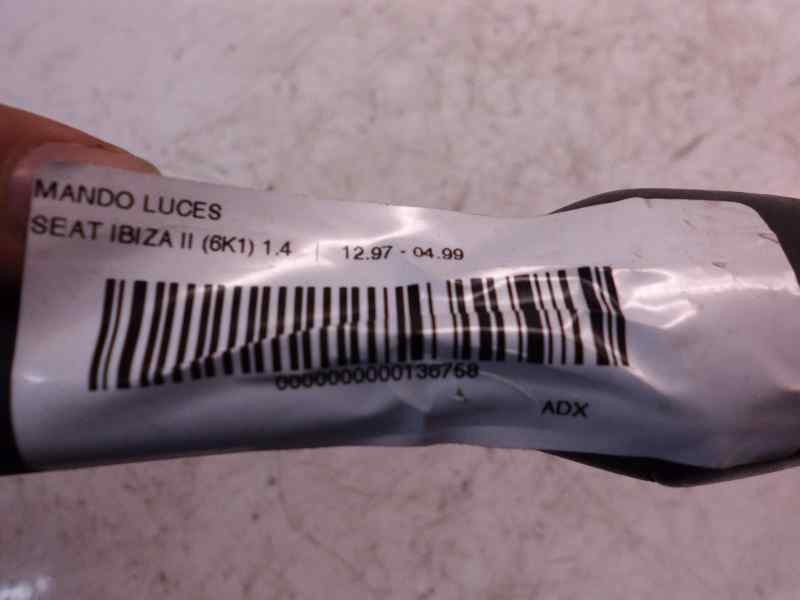 MANDO LUCES
SEAT IBIZA II (6K1) 1.4 | 12.97 - 04.99
0000000000136758
ADX